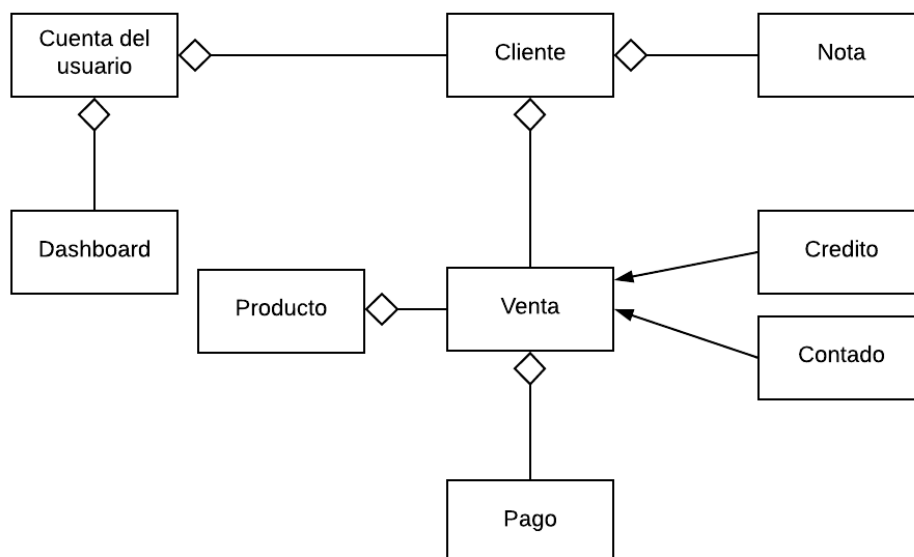 Cuenta del
usuario
Cliente
Nota
Dashboard
Credito
Producto
Venta
Contado
Pago